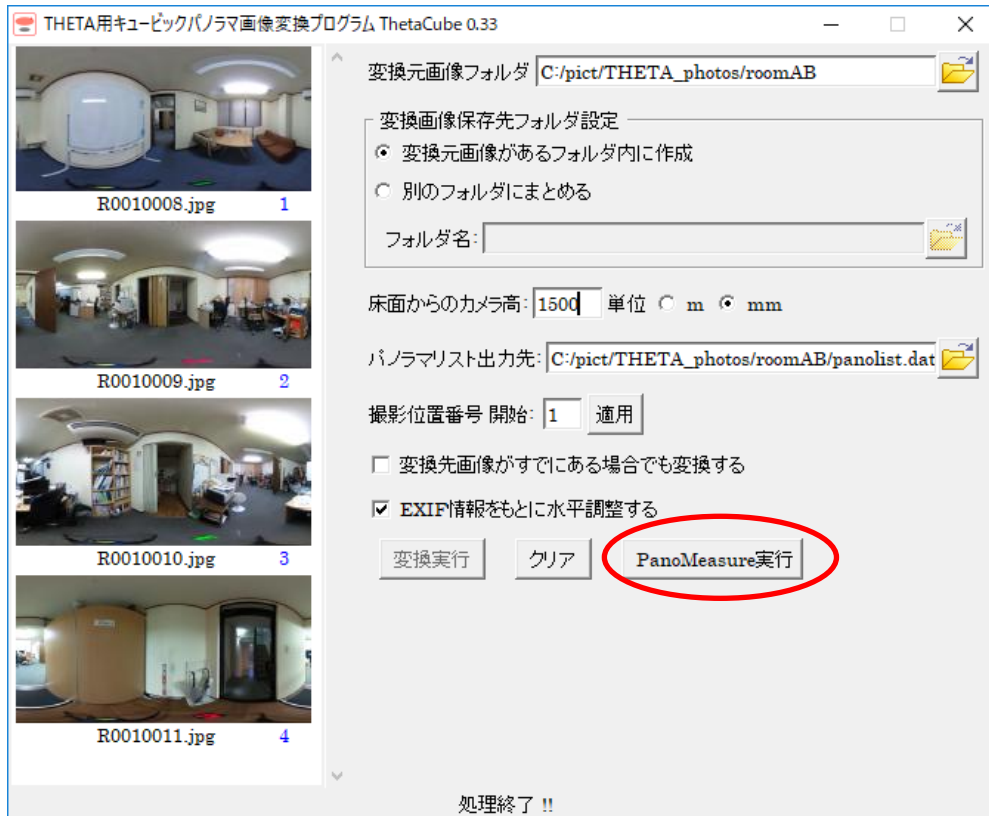 THETA用キュービックパノラマ画像変換プログラム ThetaCube 0.33
R0010008.jpg 1
R0010009.jpg 2
R0010010.jpg 3
R0010011.jpg 4
変換元画像フォルダ C:/pict/THETA_photos/roomAB
変換画像保存先フォルダ設定
変換元画像があるフォルダ内に作成
別のフォルダにまとめる
フォルダ名:
床面からのカメラ高: 1500 単位 m mm
パノラマリスト出力先: C:/pict/THETA_photos/roomAB/panolist.dat
撮影位置番号 開始: 1 適用
変換先画像がすでにある場合でも変換する
EXIF情報をもとに水平調整する
変換実行 クリア PanoMeasure実行
処理終了 !!